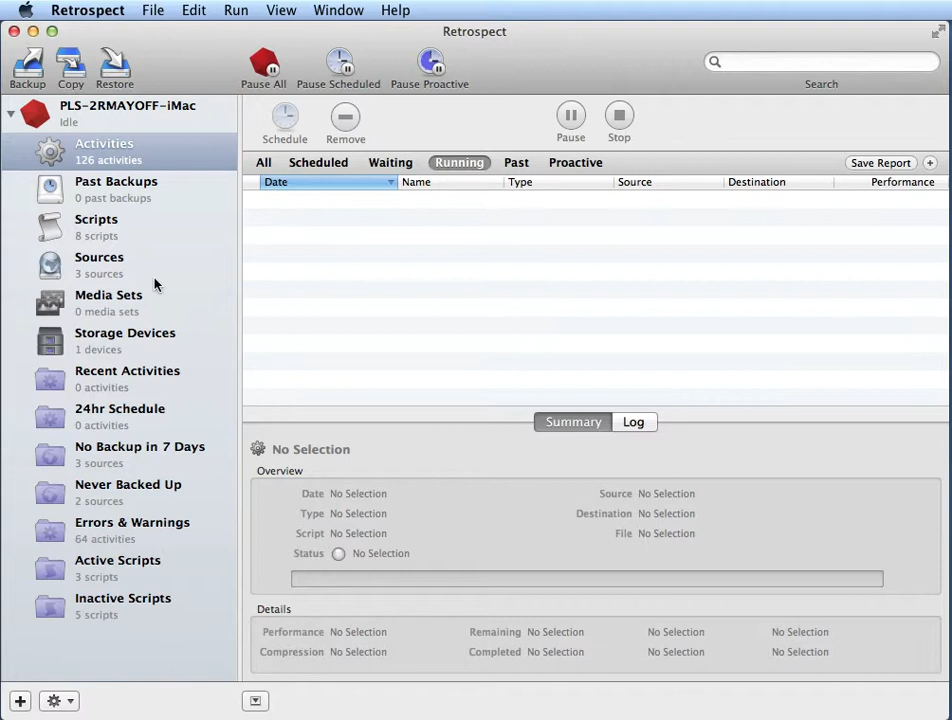 Retrospect File Edit Run View Window Help
Retrospect
Backup Copy Restore Pause All Pause Scheduled Pause Proactive Search
PLS-2RMAYOFF-iMac
Idle
Activities
126 activities
Past Backups
0 past backups
Scripts
8 scripts
Sources
3 sources
Media Sets
0 media sets
Storage Devices
1 devices
Recent Activities
0 activities
24hr Schedule
0 activities
No Backup in 7 Days
3 sources
Never Backed Up
2 sources
Errors & Warnings
64 activities
Active Scripts
3 scripts
Inactive Scripts
5 scripts
Schedule Remove Pause Stop
All Scheduled Waiting Running Past Proactive Save Report +
Date Name Type Source Destination Performance
Summary Log
No Selection
Overview
Date No Selection Source No Selection
Type No Selection Destination No Selection
Script No Selection File No Selection
Status No Selection
Details
Performance No Selection Remaining No Selection No Selection No Selection
Compression No Selection Completed No Selection No Selection No Selection